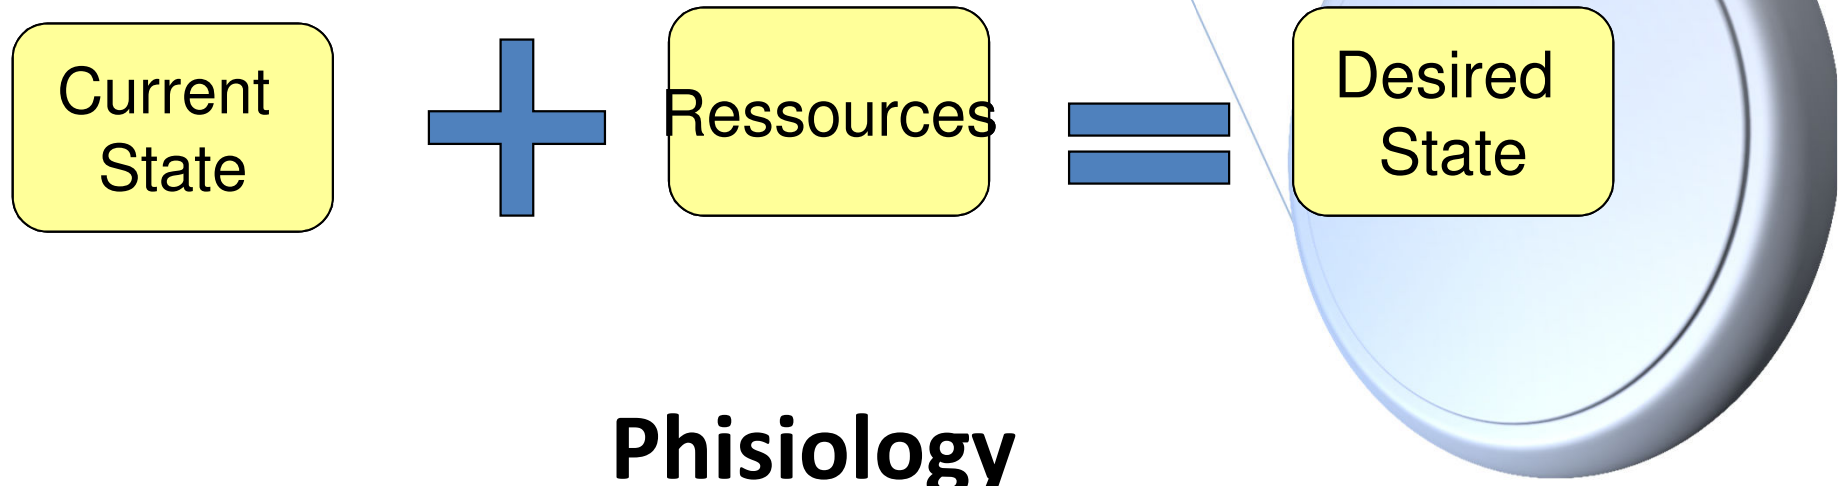 Current
State
Ressources
Desired
State
Phisiology